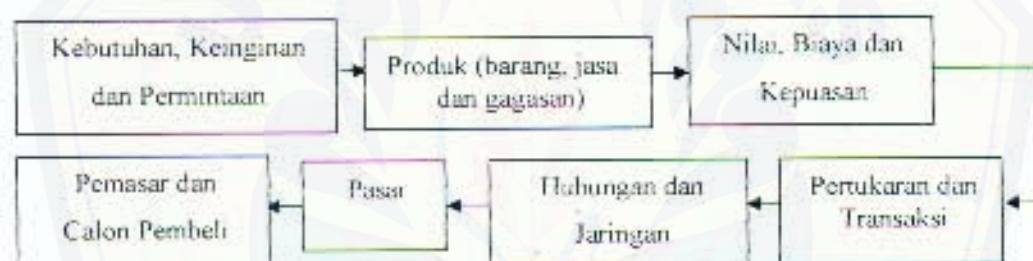 Kebutuhan, Keinginan
dan Permintaan
Produk (barang, jasa
dan gagasan)
Nilai, Biaya dan
Kepuasan
Pertukaran dan
Transaksi
Hubungan dan
Jaringan
Pasar
Pemasar dan
Calon Pembeli